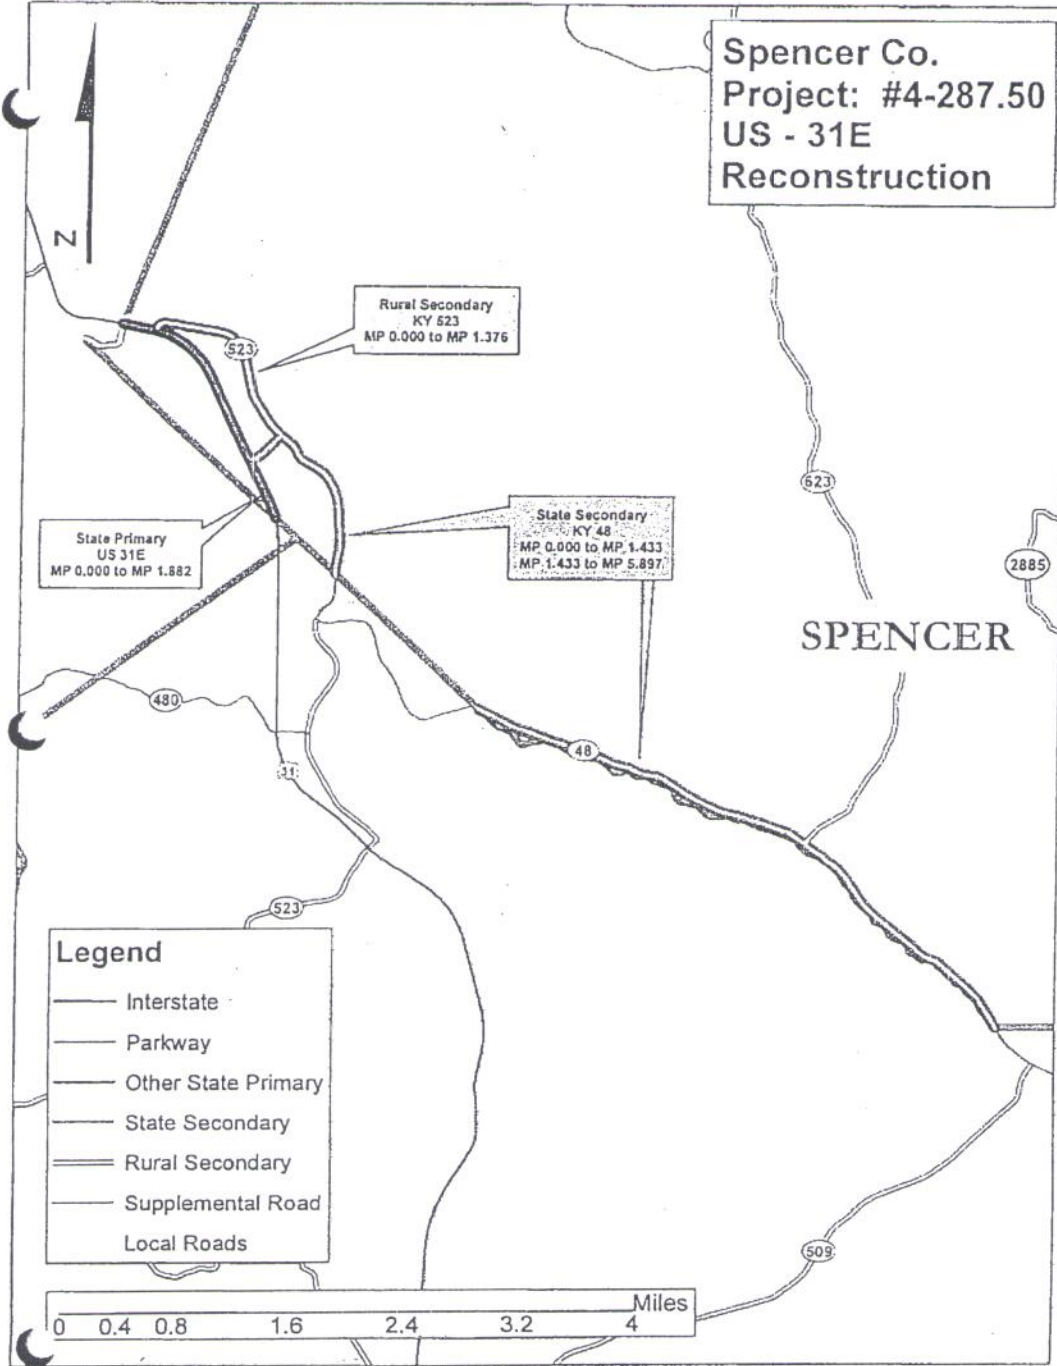 Spencer Co.
Project: #4-287.50
US - 31E
Reconstruction
N
Rural Secondary
KY 523
MP 0.000 to MP 1.376
523
State Primary
US 31E
MP 0.000 to MP 1.882
State Secondary
KY 48
MP 0.000 to MP 1.433
MP 1.433 to MP 5.897
623
2885
SPENCER
480
48
31
523
Legend
Interstate
Parkway
Other State Primary
State Secondary
Rural Secondary
Supplemental Road
Local Roads
509
Miles
0 0.4 0.8 1.6 2.4 3.2 4